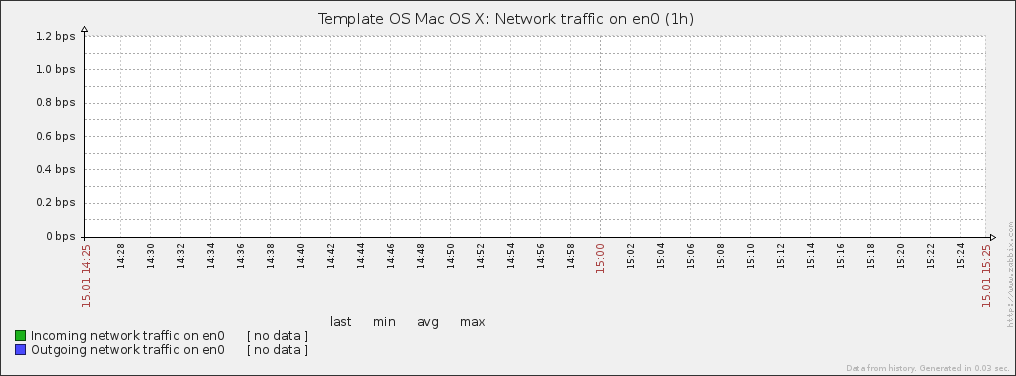 Template OS Mac OS X: Network traffic on en0 (1h)
1.2 bps
1.0 bps
0.8 bps
0.6 bps
0.4 bps
0.2 bps
0 bps
15.01 14:25 14:28 14:30 14:32 14:34 14:36 14:38 14:40 14:42 14:44 14:46 14:48 14:50 14:52 14:54 14:56 14:58 15:00 15:02 15:04 15:06 15:08 15:10 15:12 15:14 15:16 15:18 15:20 15:22 15:24 15.01 15:25
http://www.zabbix.com
last min avg max
Incoming network traffic on en0 [ no data ]
Outgoing network traffic on en0 [ no data ]
Data from history. Generated in 0.03 sec.